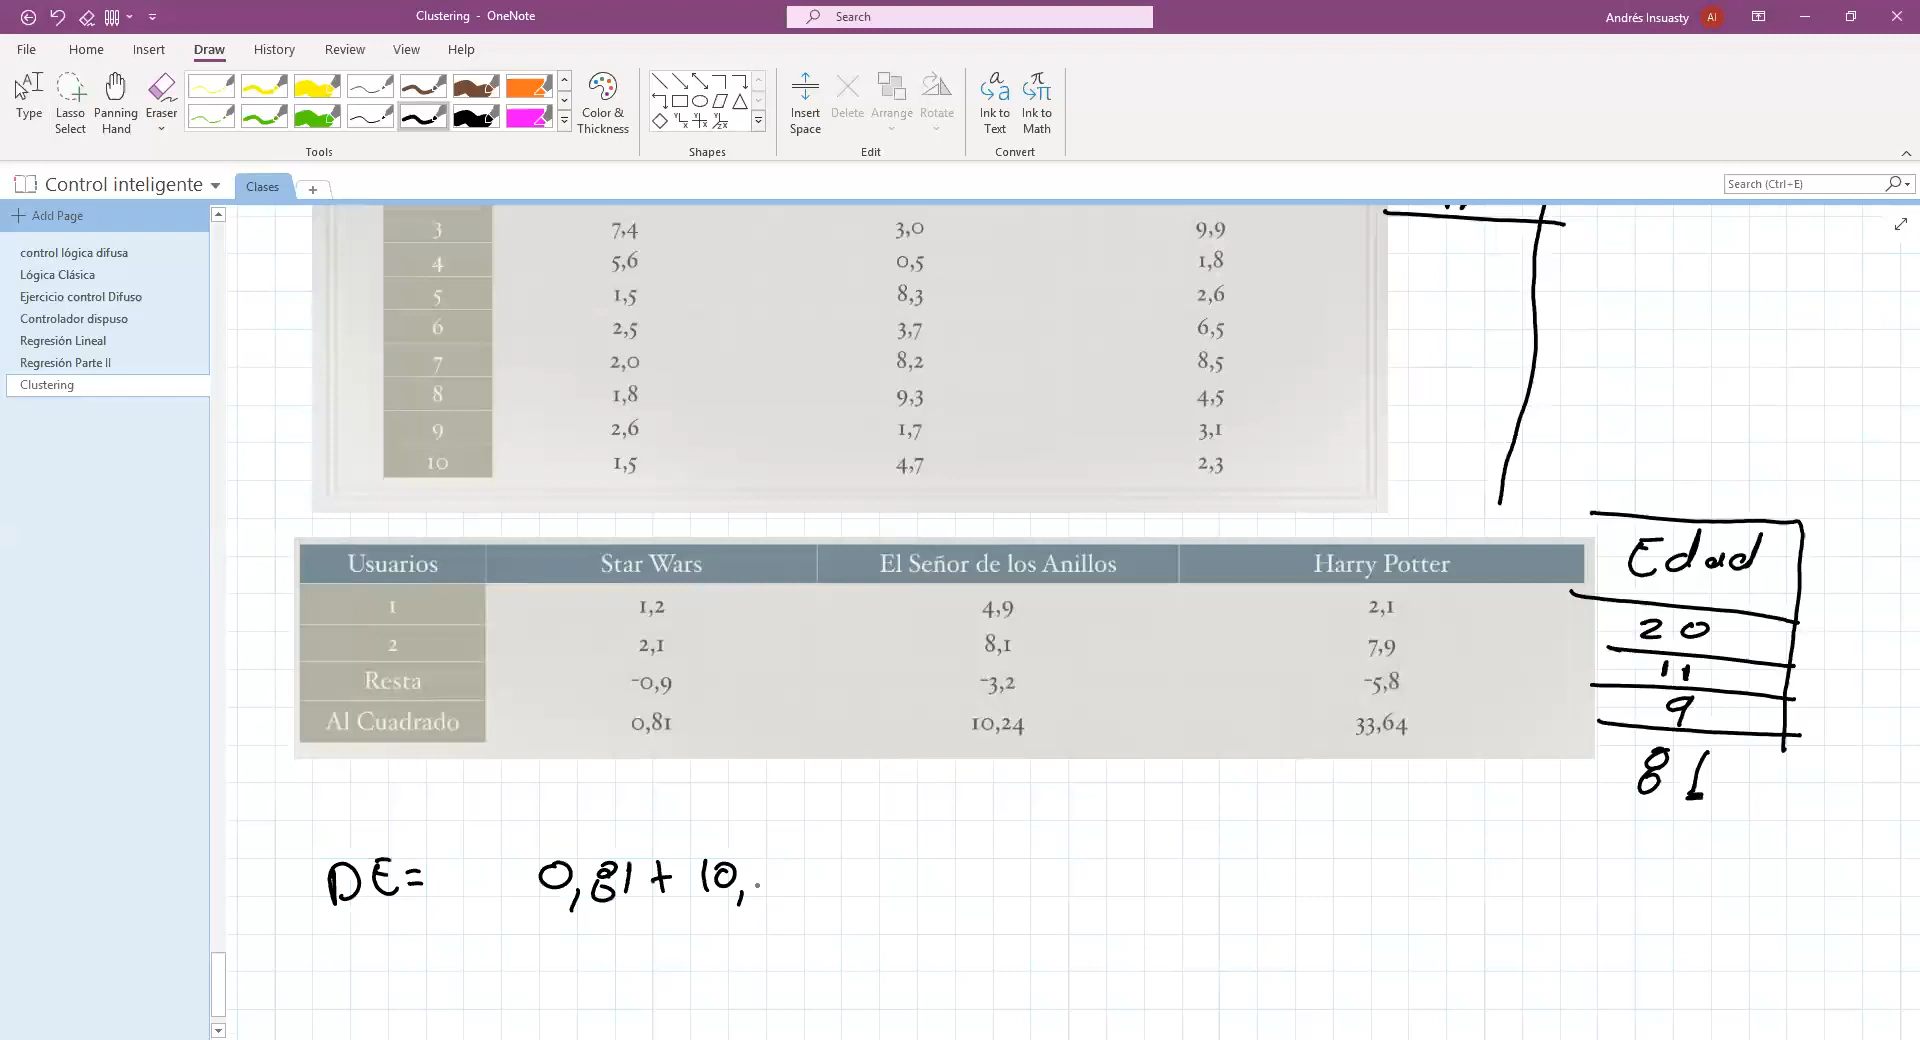 Clustering - OneNote
Search
Andrés Insuasty
AI
File Home Insert Draw History Review View Help
Type
Lasso Select
Panning Hand
Eraser
Color & Thickness
Insert Space
Delete
Arrange
Rotate
Ink to Text
Ink to Math
Tools Shapes Edit Convert
Control inteligente
Clases
Search (Ctrl+E)
Add Page
control lógica difusa
Lógica Clásica
Ejercicio control Difuso
Controlador dispuso
Regresión Lineal
Regresión Parte II
Clustering
3 7,4 3,0 9,9
4 5,6 0,5 1,8
5 1,5 8,3 2,6
6 2,5 3,7 6,5
7 2,0 8,2 8,5
8 1,8 9,3 4,5
9 2,6 1,7 3,1
10 1,5 4,7 2,3
Usuarios Star Wars El Señor de los Anillos Harry Potter Edad
1 1,2 4,9 2,1 20
2 2,1 8,1 7,9 11
Resta -0,9 -3,2 -5,8 9
Al Cuadrado 0,81 10,24 33,64 81
DE= 0,81 + 10,